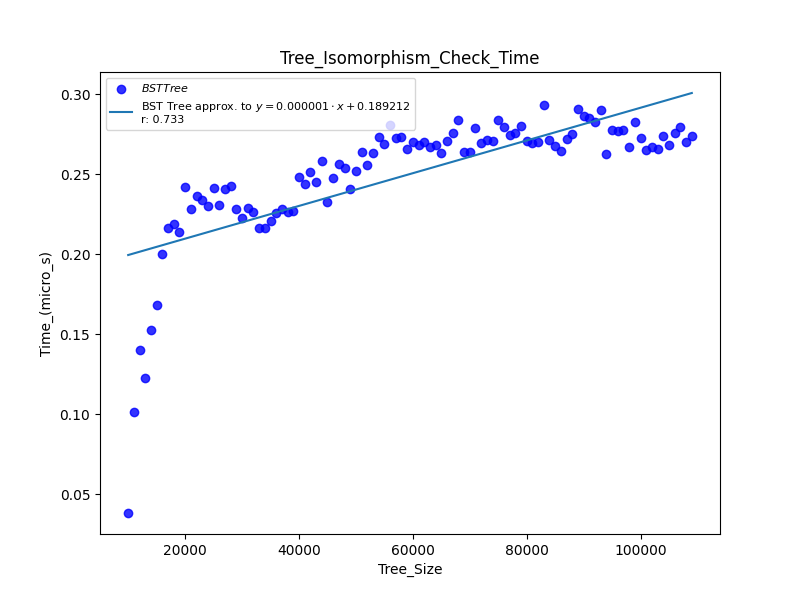 Tree_Isomorphism_Check_Time
BSTTree
BST Tree approx. to y = 0.000001 · x + 0.189212
r: 0.733
0.30
0.25
0.20
0.15
0.10
0.05
Time_(micro_s)
20000 40000 60000 80000 100000
Tree_Size